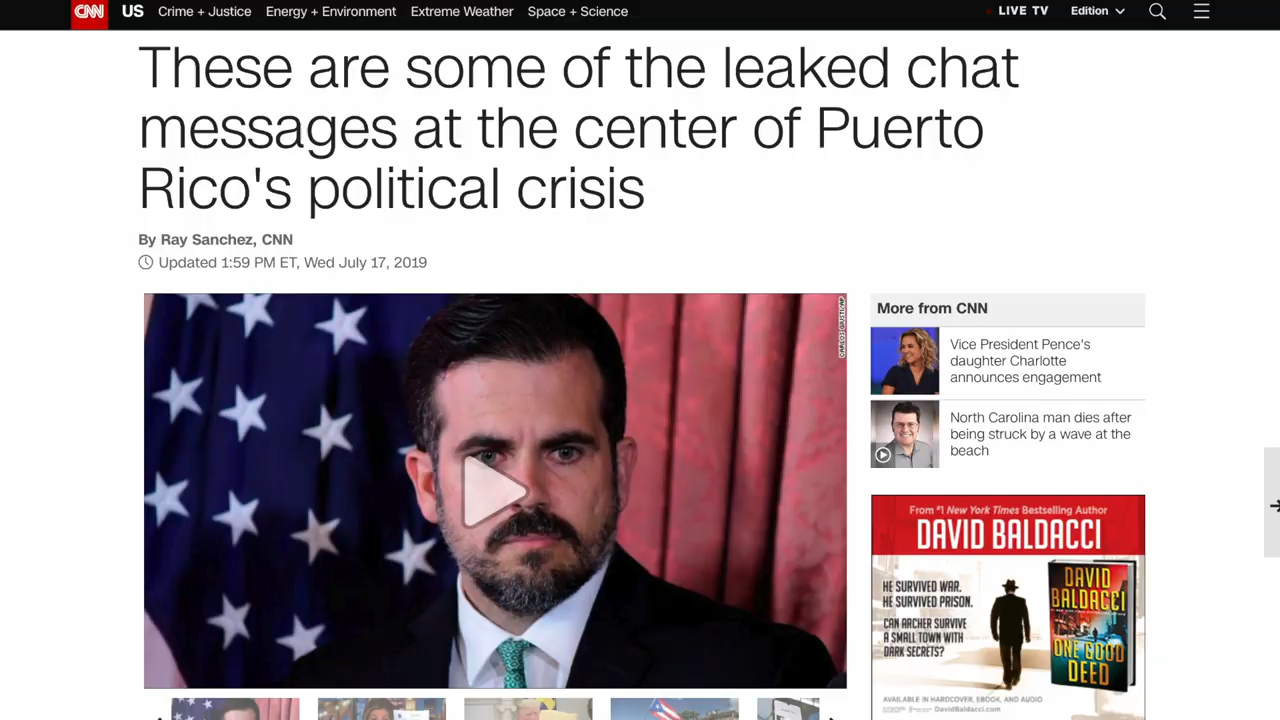 CNN US Crime + Justice Energy + Environment Extreme Weather Space + Science LIVE TV Edition
These are some of the leaked chat
messages at the center of Puerto
Rico's political crisis
By Ray Sanchez, CNN
Updated 1:59 PM ET, Wed July 17, 2019
CARLOS GIUSTI/AP
More from CNN
Vice President Pence's
daughter Charlotte
announces engagement
North Carolina man dies after
being struck by a wave at the
beach
From #1 New York Times Bestselling Author
DAVID BALDACCI
HE SURVIVED WAR.
HE SURVIVED PRISON.
CAN ARCHER SURVIVE
A SMALL TOWN WITH
DARK SECRETS?
DAVID
BALDACCI
ONE GOOD
DEED
AVAILABLE IN HARDCOVER, EBOOK, AND AUDIO
DavidBaldacci.com